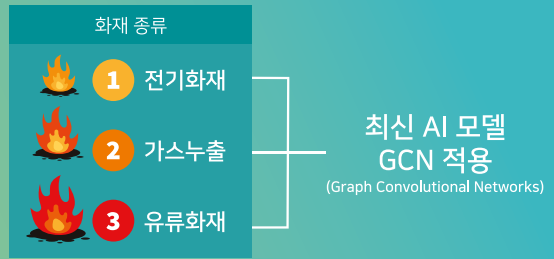 화재 종류
1 전기화재
2 가스누출
3 유류화재
최신 AI 모델
GCN 적용
(Graph Convolutional Networks)